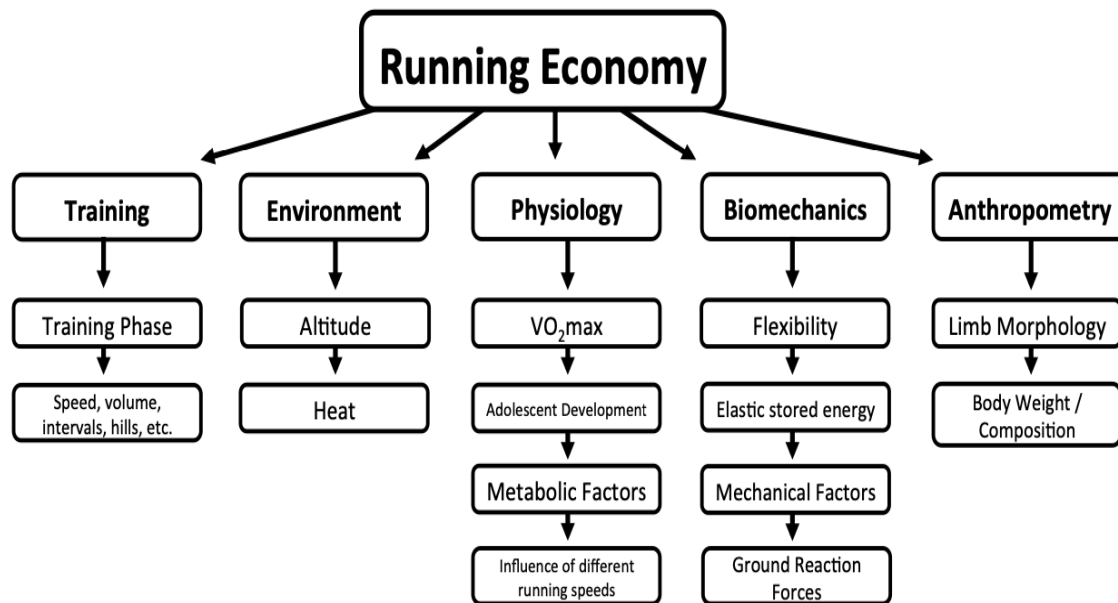 Running Economy
Training
Environment
Physiology
Biomechanics
Anthropometry
Training Phase
Altitude
VO₂max
Flexibility
Limb Morphology
Speed, volume,
intervals, hills, etc.
Heat
Adolescent Development
Elastic stored energy
Body Weight /
Composition
Metabolic Factors
Mechanical Factors
Influence of different
running speeds
Ground Reaction
Forces